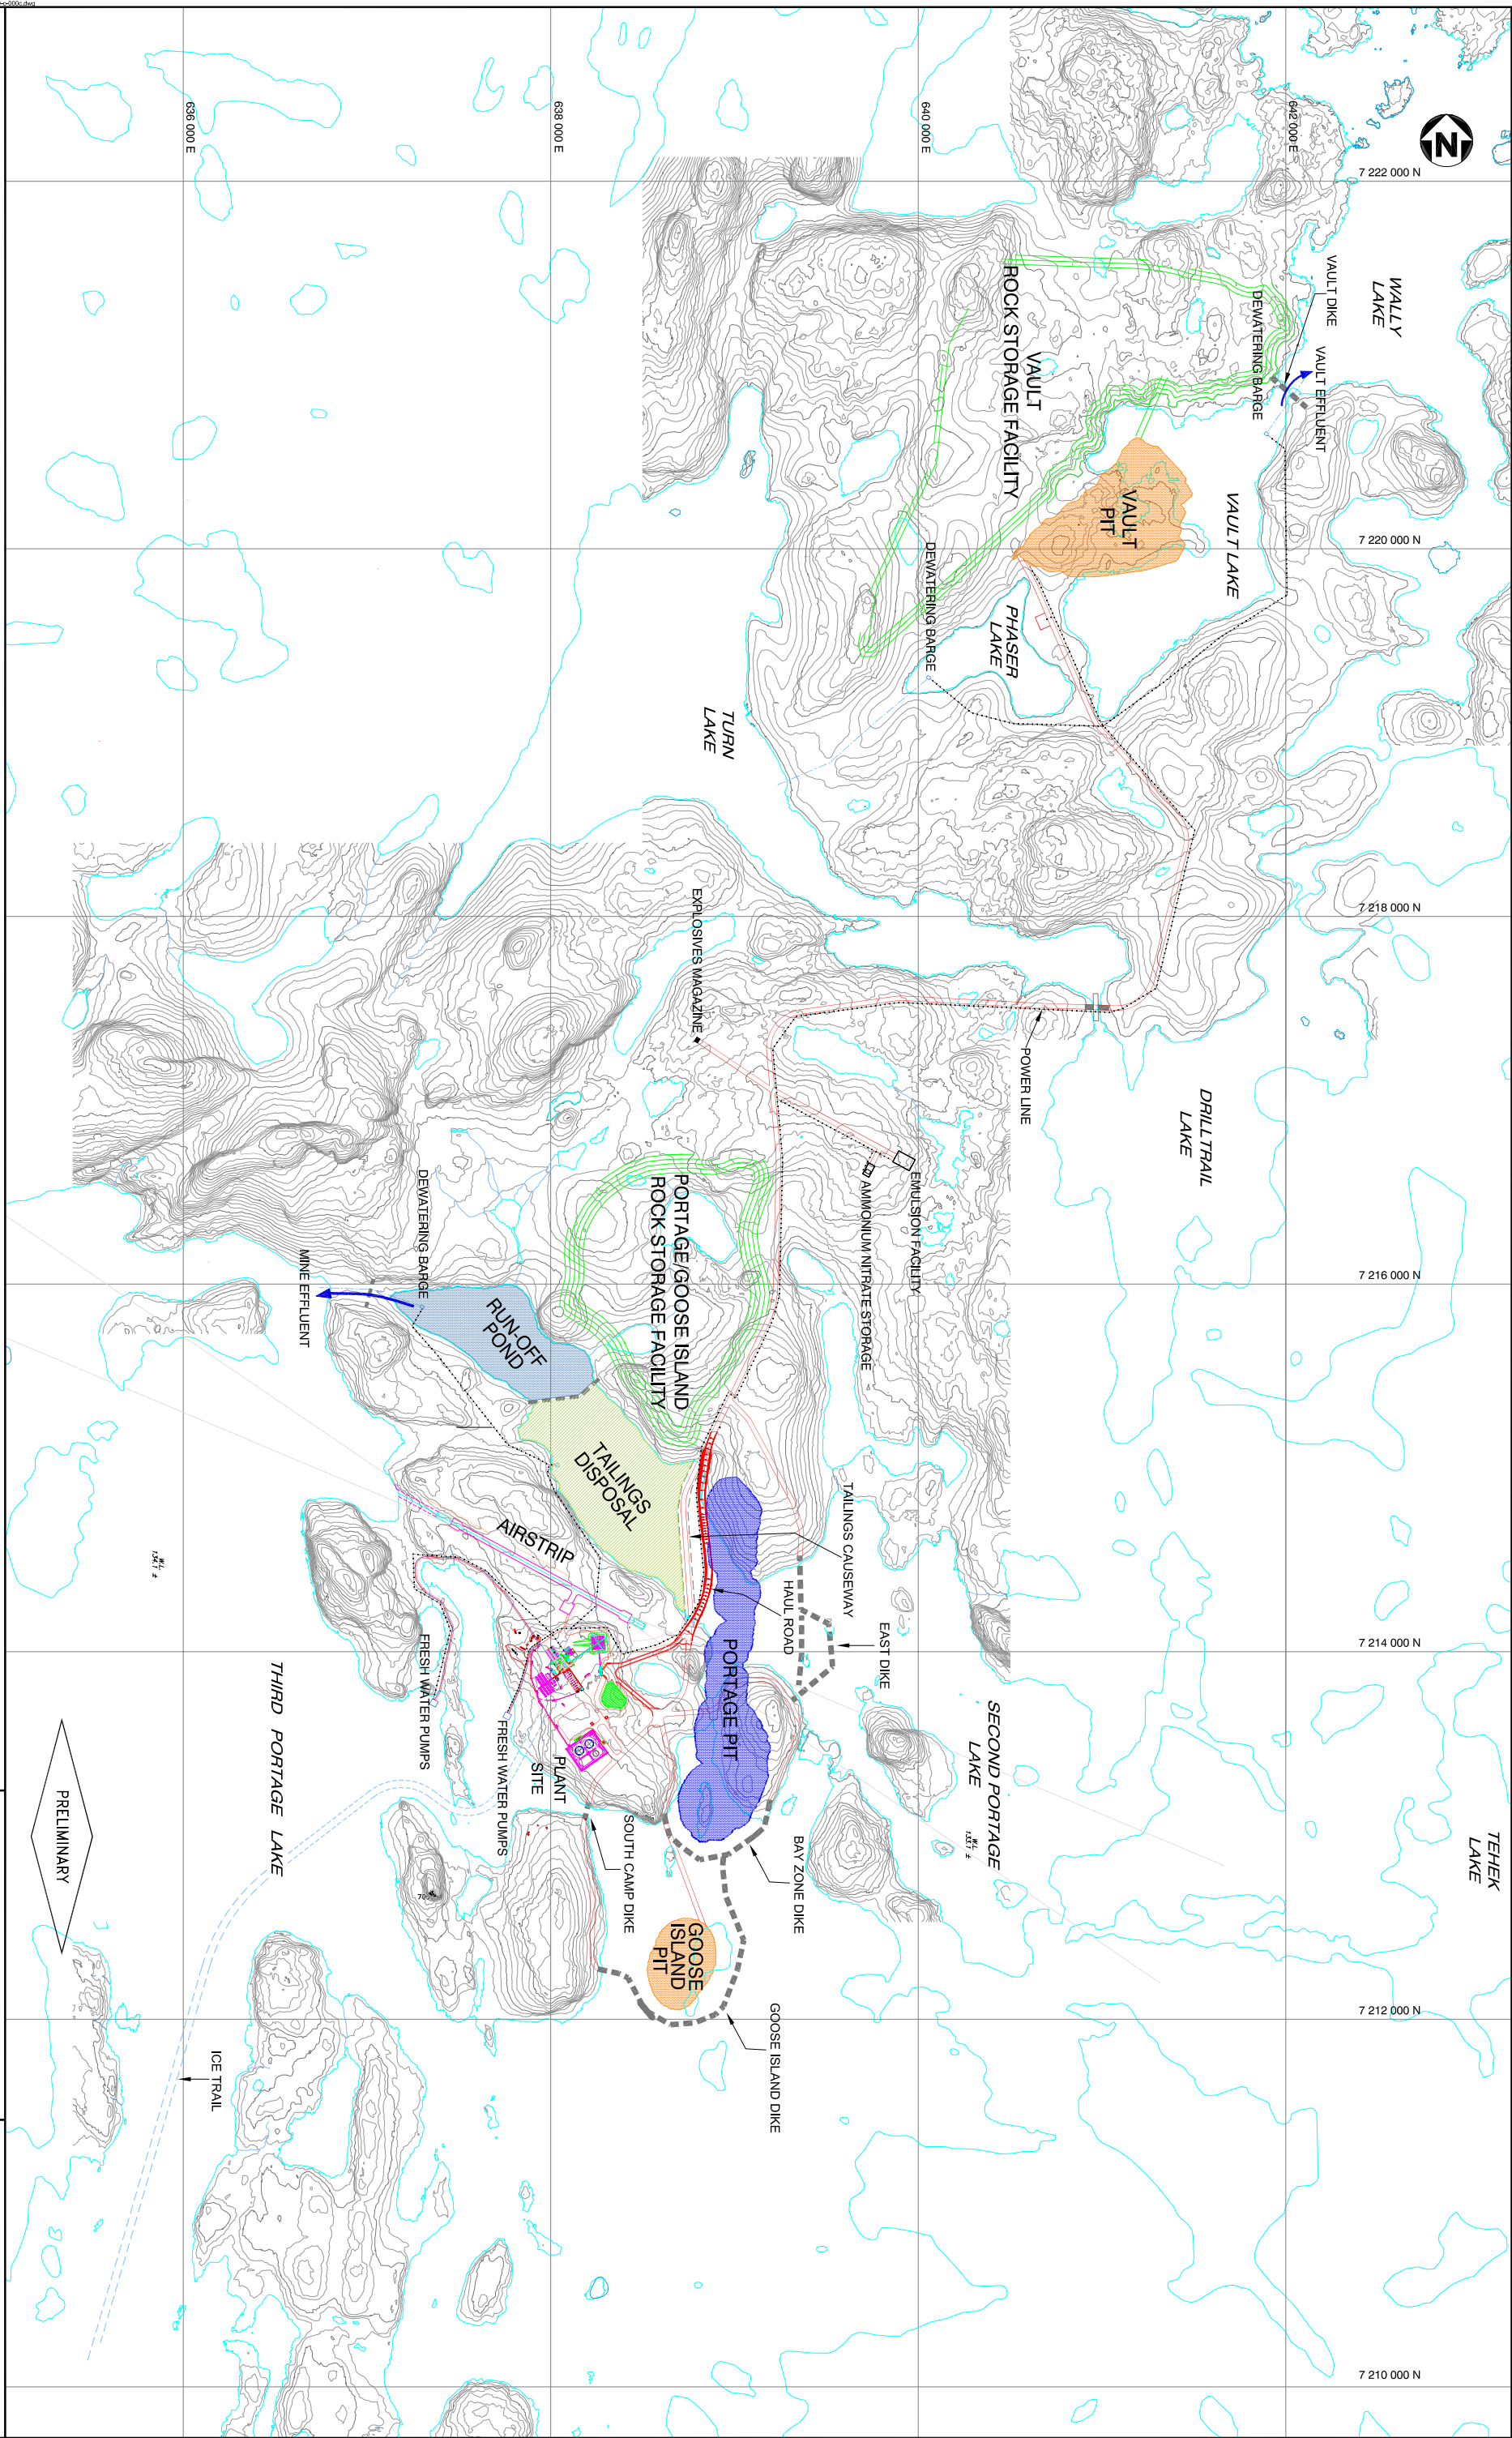 N
636 000 E
638 000 E
640 000 E
642 000 E
7 222 000 N
7 220 000 N
7 218 000 N
7 216 000 N
7 214 000 N
7 212 000 N
7 210 000 N
WALLY
LAKE
VAULT DIKE
DEWATERING BARGE
VAULT EFFLUENT
VAULT
ROCK STORAGE FACILITY
VAULT
PIT
VAULT LAKE
DEWATERING BARGE
PHASER
LAKE
TURN
LAKE
EXPLOSIVES MAGAZINE
POWER LINE
DRILLTRAIL
LAKE
EMULSION FACILITY
AMMONIUM NITRATE STORAGE
PORTAGE/GOOSE ISLAND
ROCK STORAGE FACILITY
DEWATERING BARGE
MINE EFFLUENT
RUN-OFF
POND
TAILINGS
DISPOSAL
AIRSTRIP
TAILINGS CAUSEWAY
HAUL ROAD
EAST DIKE
PORTAGE PIT
SECOND PORTAGE
LAKE
W.L.
133.1 ±
W.L.
134.1 ±
TEHEK
LAKE
FRESH WATER PUMPS
FRESH WATER PUMPS
PLANT
SITE
THIRD PORTAGE LAKE
SOUTH CAMP DIKE
BAY ZONE DIKE
GOOSE
ISLAND
PIT
GOOSE ISLAND DIKE
ICE TRAIL
PRELIMINARY